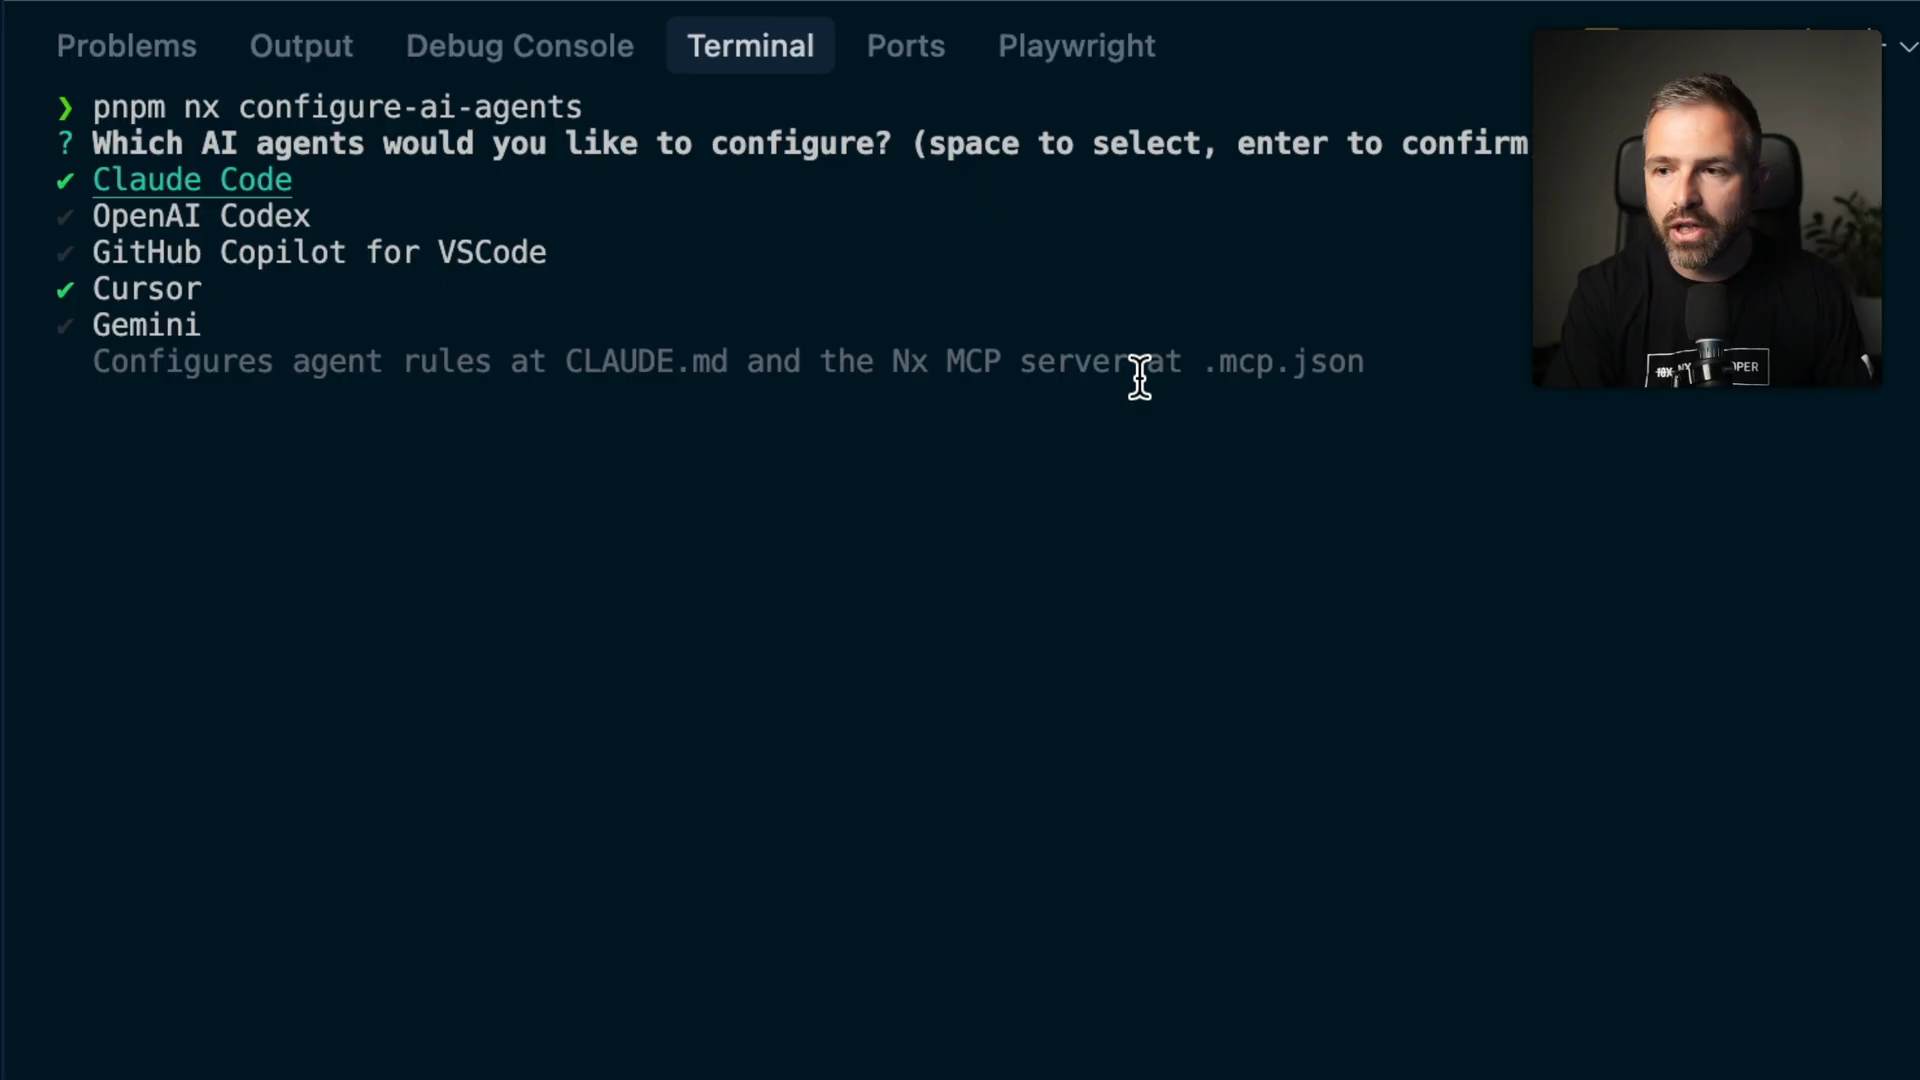 Problems Output Debug Console Terminal Ports Playwright
❯ pnpm nx configure-ai-agents
? Which AI agents would you like to configure? (space to select, enter to confirm
✔ Claude Code
✔ OpenAI Codex
✔ GitHub Copilot for VSCode
✔ Cursor
✔ Gemini
Configures agent rules at CLAUDE.md and the Nx MCP server at .mcp.json
10X NX